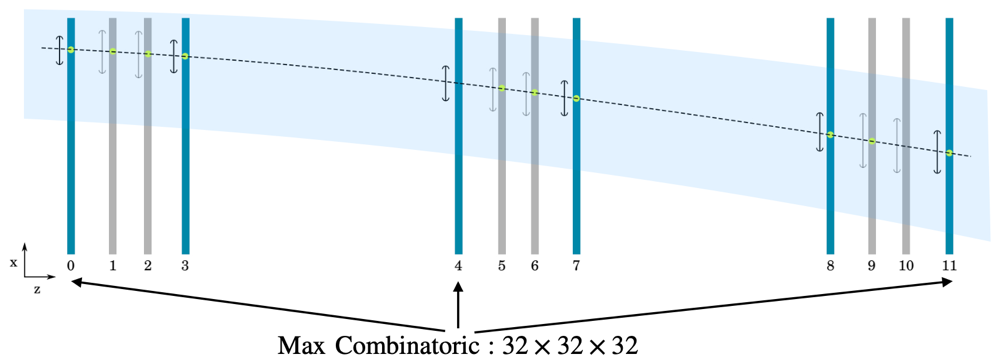 x
z
0 1 2 3 4 5 6 7 8 9 10 11
Max Combinatoric : 32 × 32 × 32